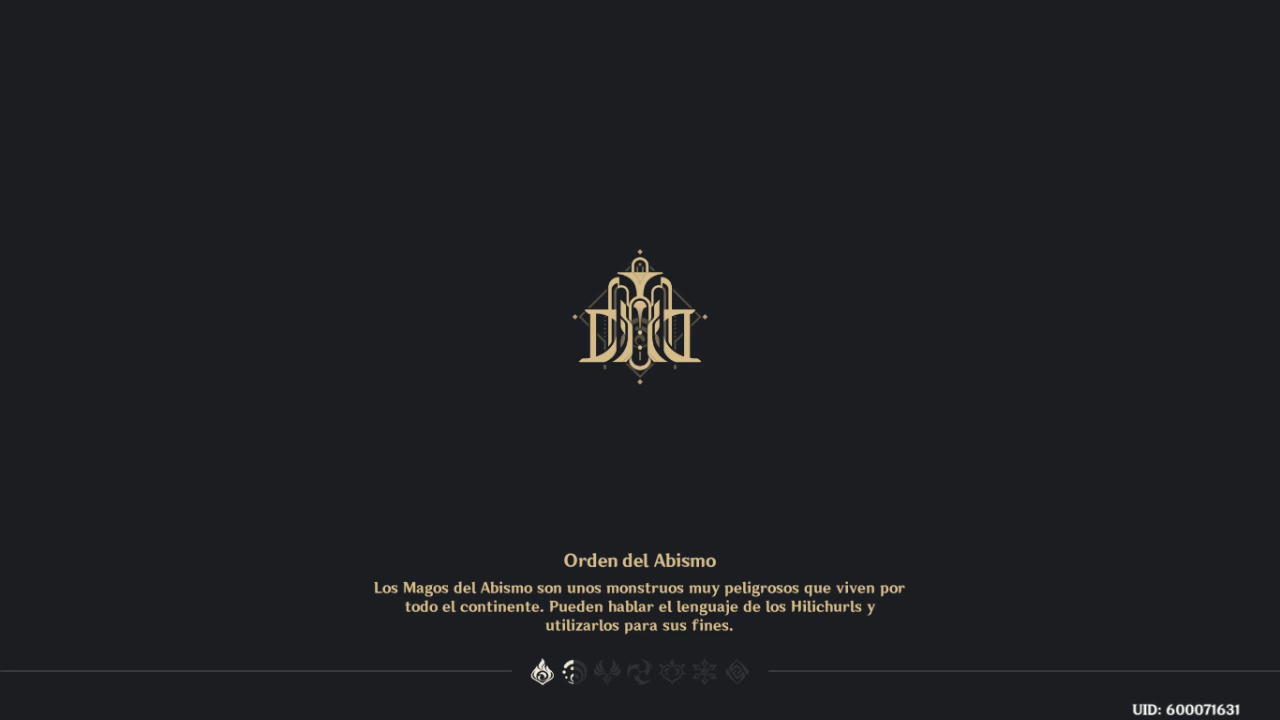 Orden del Abismo
Los Magos del Abismo son unos monstruos muy peligrosos que viven por
todo el continente. Pueden hablar el lenguaje de los Hilichurls y
utilizarlos para sus fines.
UID: 600071631